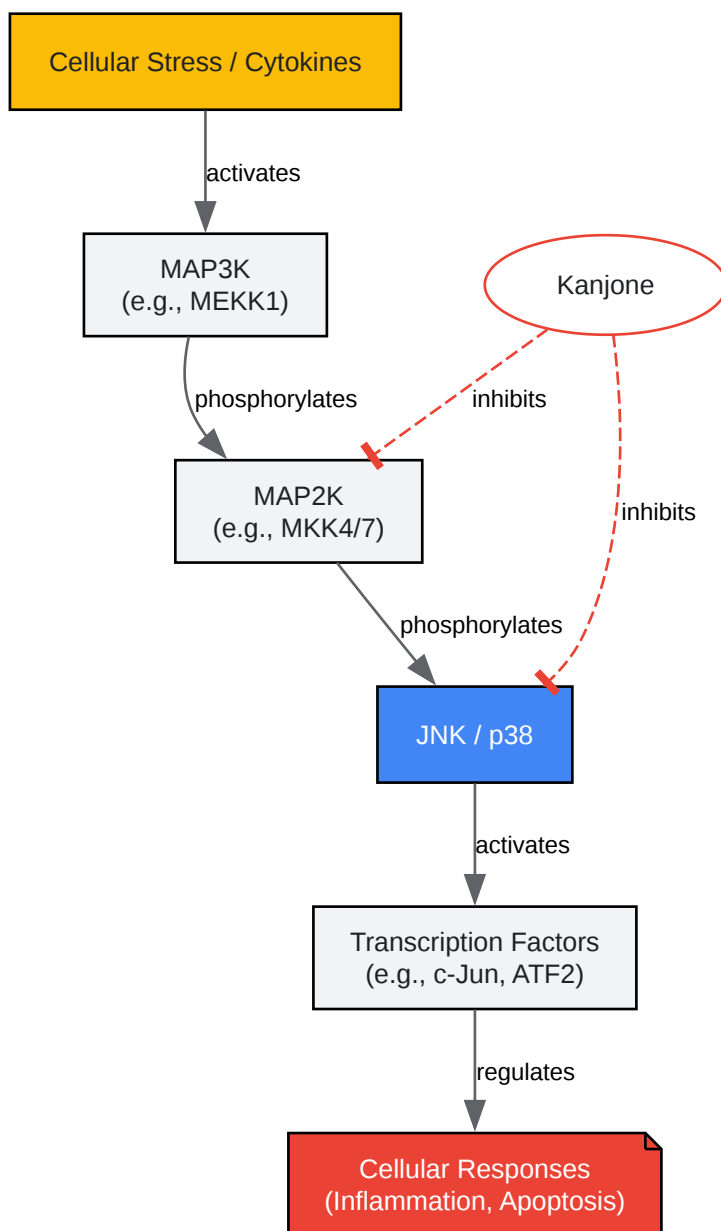 Cellular Stress / Cytokines
activates
MAP3K
(e.g., MEKK1)
Kanjone
phosphorylates
inhibits
MAP2K
(e.g., MKK4/7)
inhibits
phosphorylates
JNK / p38
activates
Transcription Factors
(e.g., c-Jun, ATF2)
regulates
Cellular Responses
(Inflammation, Apoptosis)